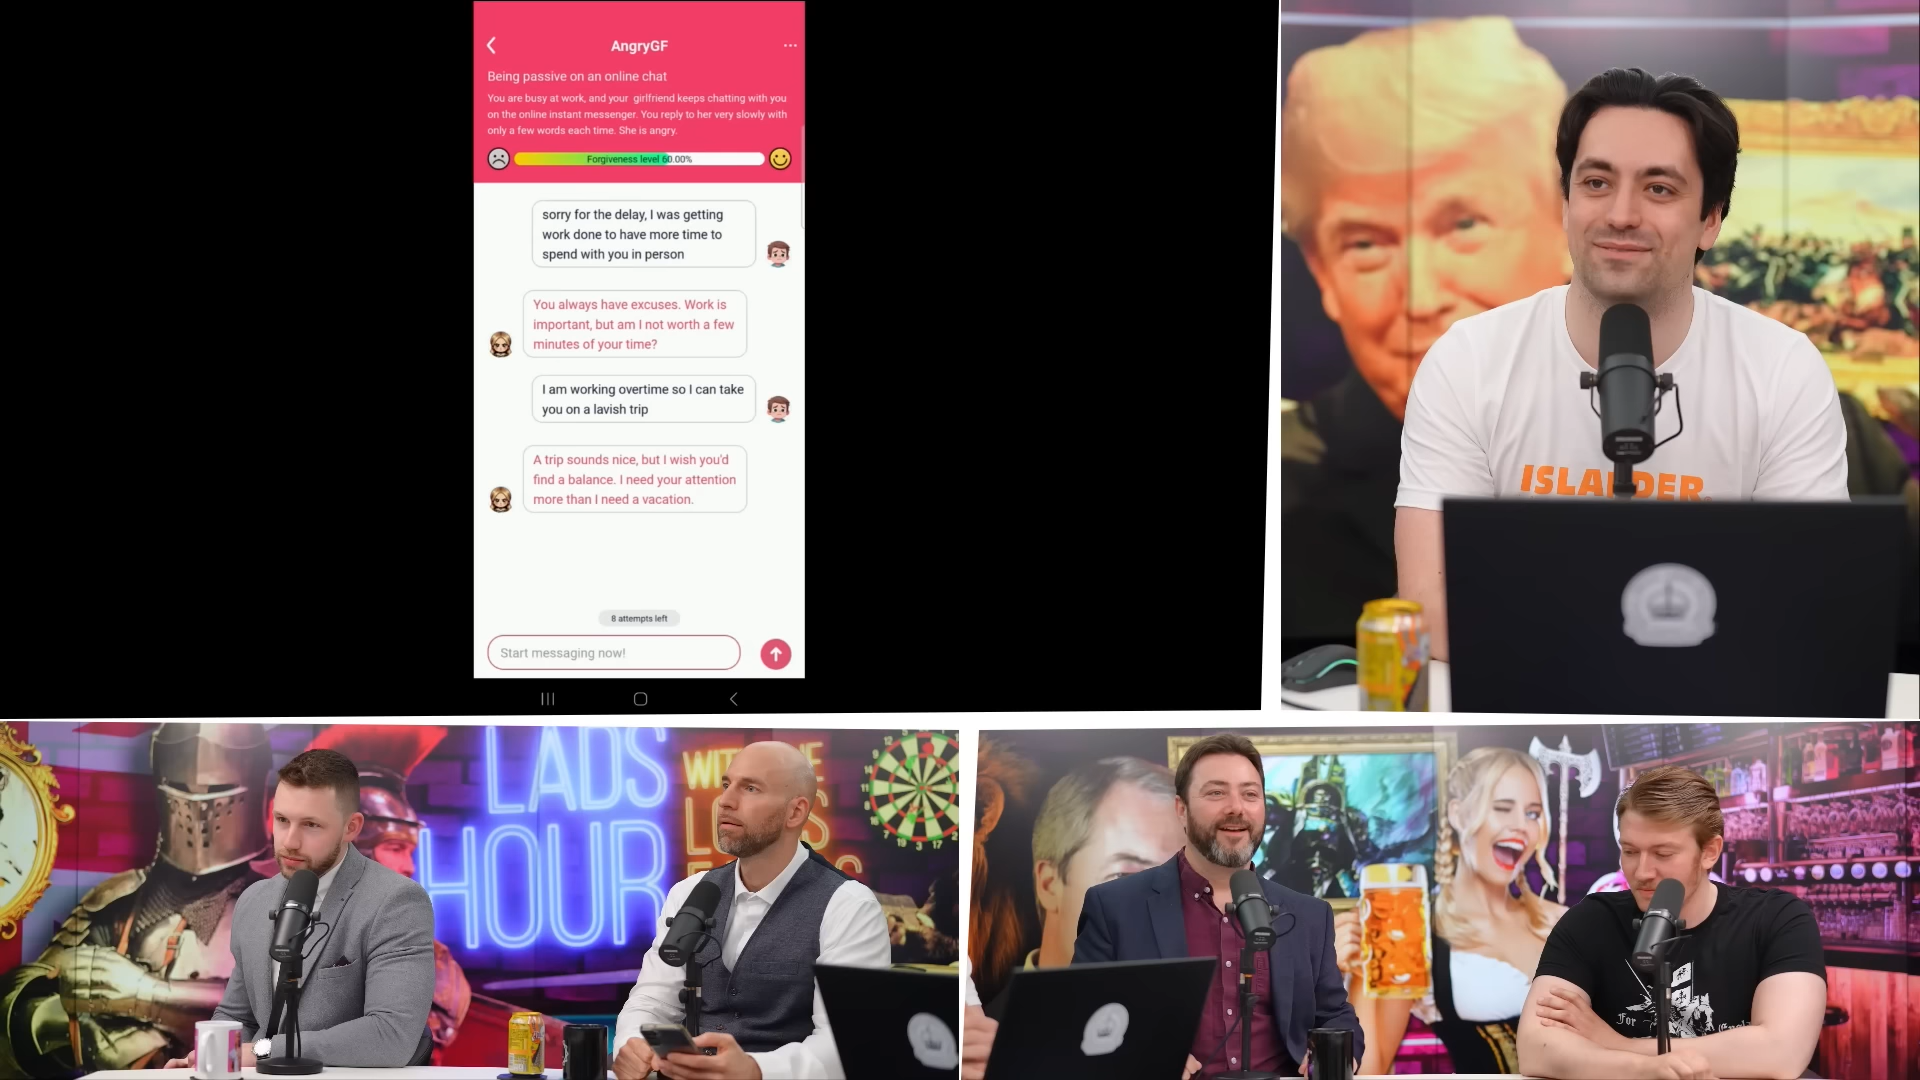 AngryGF
Being passive on an online chat
You are busy at work, and your girlfriend keeps chatting with you
on the online instant messenger. You reply to her very slowly with
only a few words each time. She is angry.
Forgiveness level 60.00%
sorry for the delay, I was getting
work done to have more time to
spend with you in person
You always have excuses. Work is
important, but am I not worth a few
minutes of your time?
I am working overtime so I can take
you on a lavish trip
A trip sounds nice, but I wish you'd
find a balance. I need your attention
more than I need a vacation.
8 attempts left
Start messaging now!
ISLANDER
LADS
HOUR
For